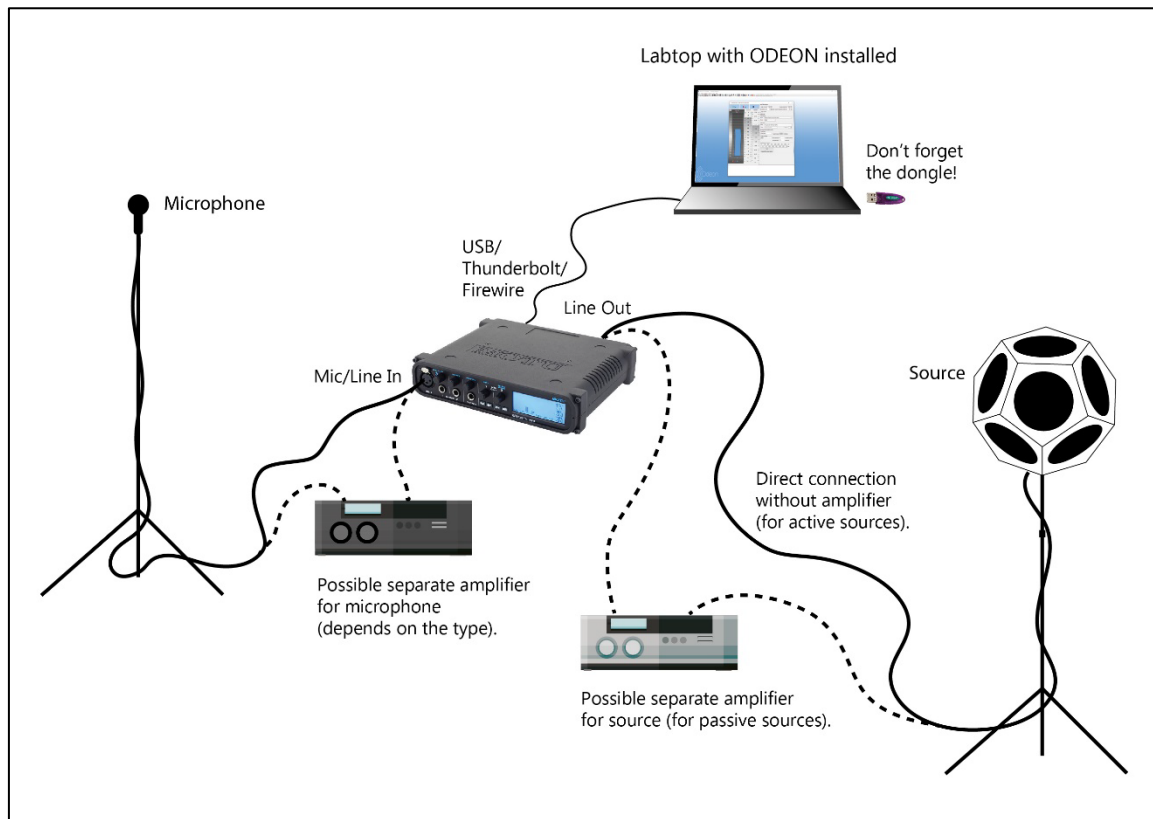 Labtop with ODEON installed
Don't forget
the dongle!
Microphone
USB/
Thunderbolt/
Firewire
Line Out
Mic/Line In
Source
Direct connection
without amplifier
(for active sources).
Possible separate amplifier
for microphone
(depends on the type).
Possible separate amplifier
for source (for passive sources).